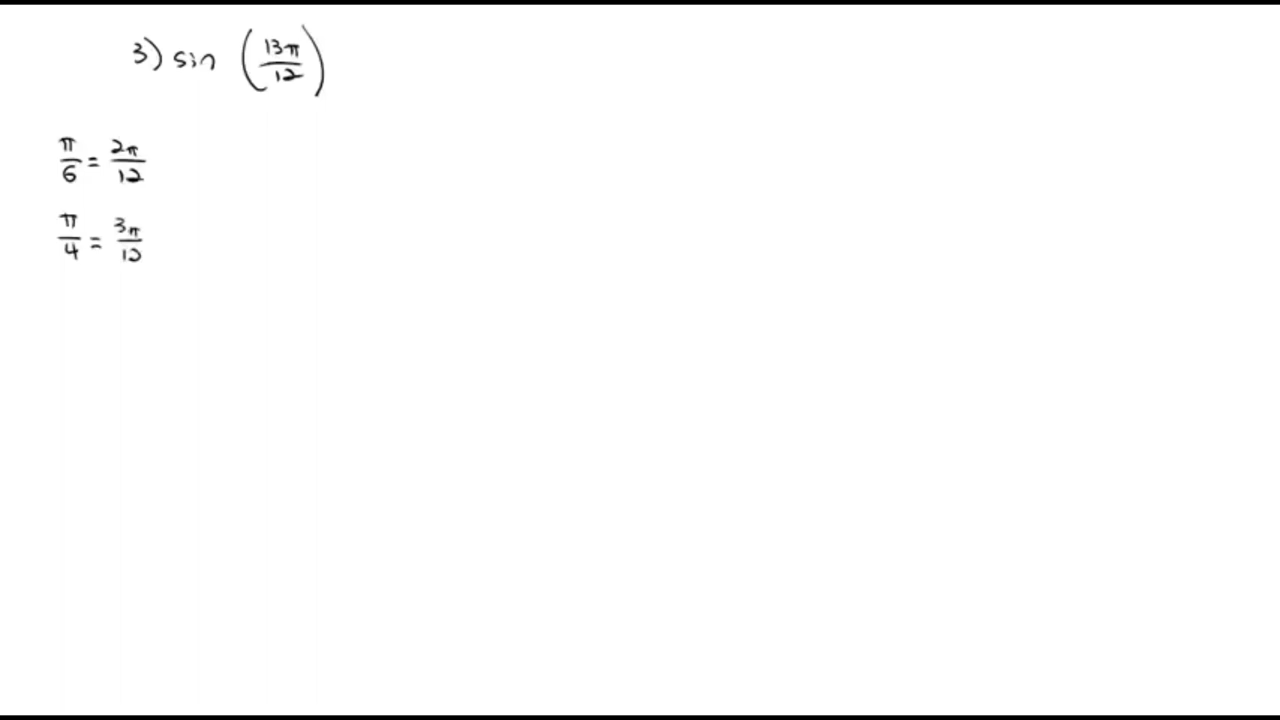 3) sin (13π/12)
π/6 = 2π/12
π/4 = 3π/12